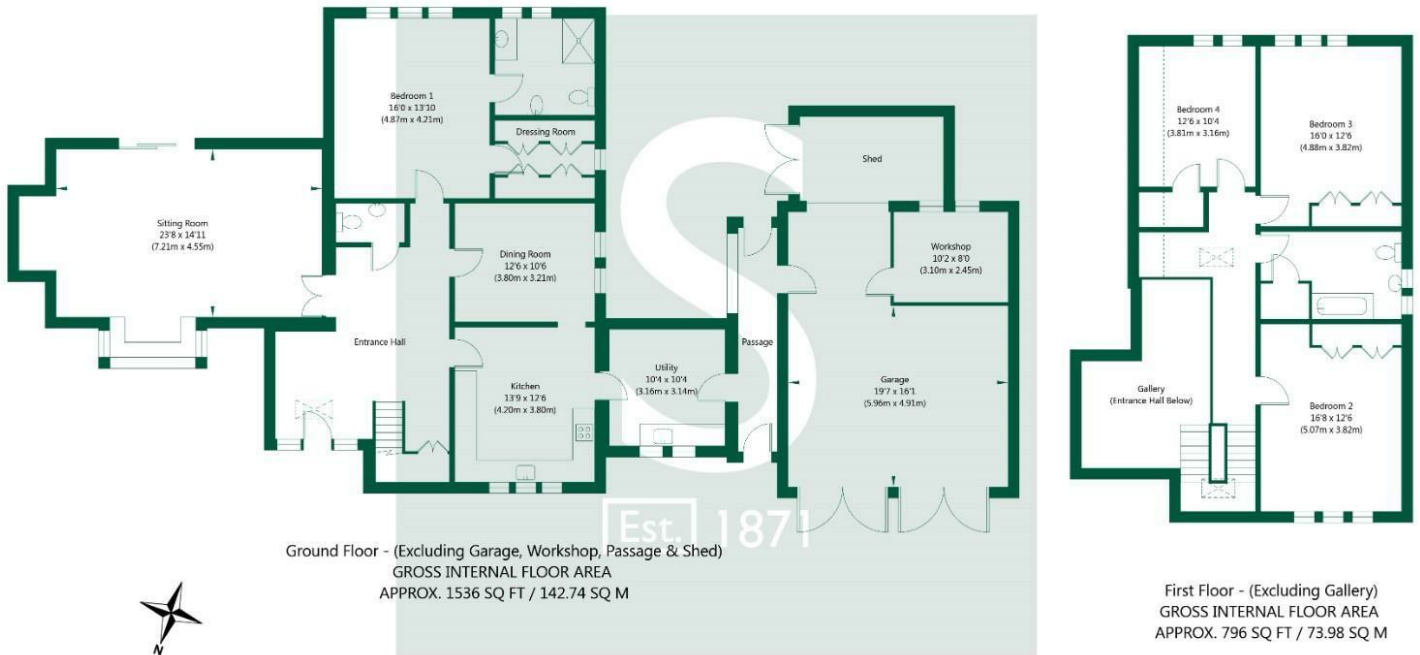 Bedroom 1
16'0 x 13'10
(4.87m x 4.21m)
Dressing Room
Sitting Room
23'8 x 14'11
(7.21m x 4.55m)
Dining Room
12'6 x 10'6
(3.80m x 3.21m)
Entrance Hall
Kitchen
13'9 x 12'6
(4.20m x 3.80m)
Utility
10'4 x 10'4
(3.16m x 3.14m)
Passage
Shed
Workshop
10'2 x 8'0
(3.10m x 2.45m)
Garage
19'7 x 16'1
(5.96m x 4.91m)
S
Est. 1871
Ground Floor - (Excluding Garage, Workshop, Passage & Shed)
GROSS INTERNAL FLOOR AREA
APPROX. 1536 SQ FT / 142.74 SQ M
N
Bedroom 4
12'6 x 10'4
(3.81m x 3.16m)
Bedroom 3
16'0 x 12'6
(4.88m x 3.82m)
Gallery
(Entrance Hall Below)
Bedroom 2
16'8 x 12'6
(5.07m x 3.82m)
First Floor - (Excluding Gallery)
GROSS INTERNAL FLOOR AREA
APPROX. 796 SQ FT / 73.98 SQ M